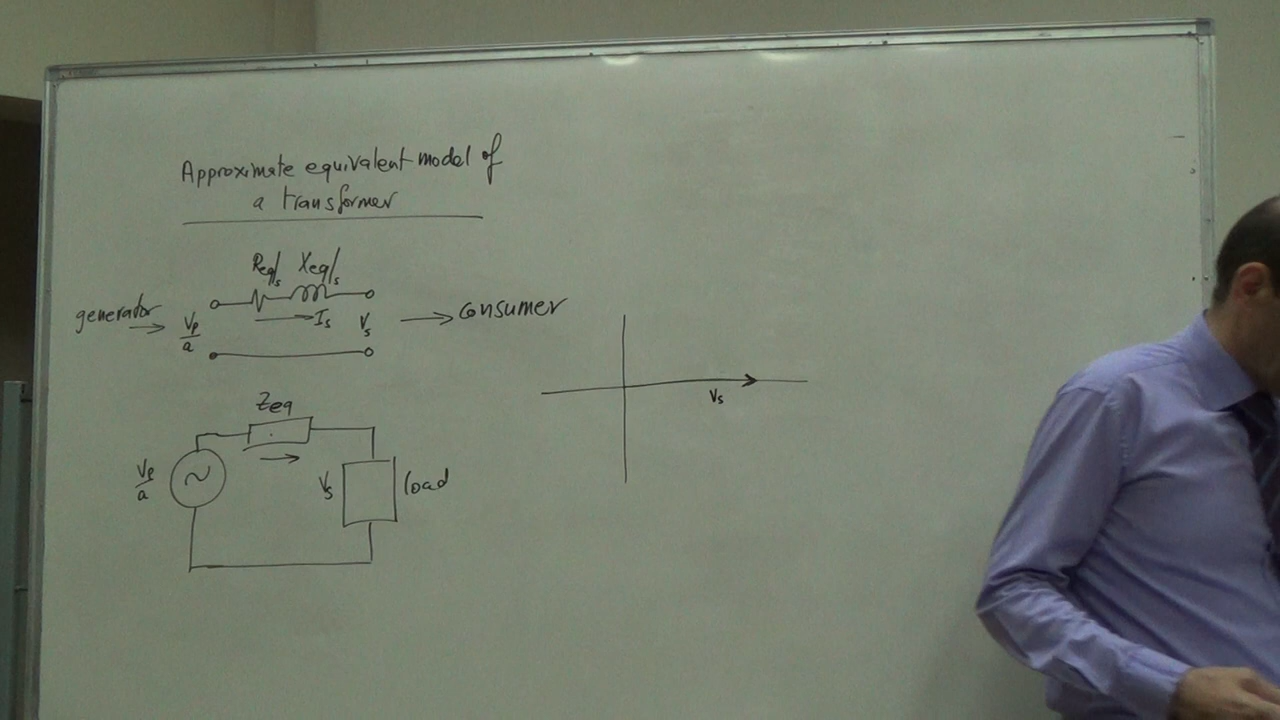 Approximate equivalent model of
a transformer
Req/s Xeq/s
generator
Vp/a
Is
Vs
consumer
Zeq
Vp/a
Vs
load
Vs